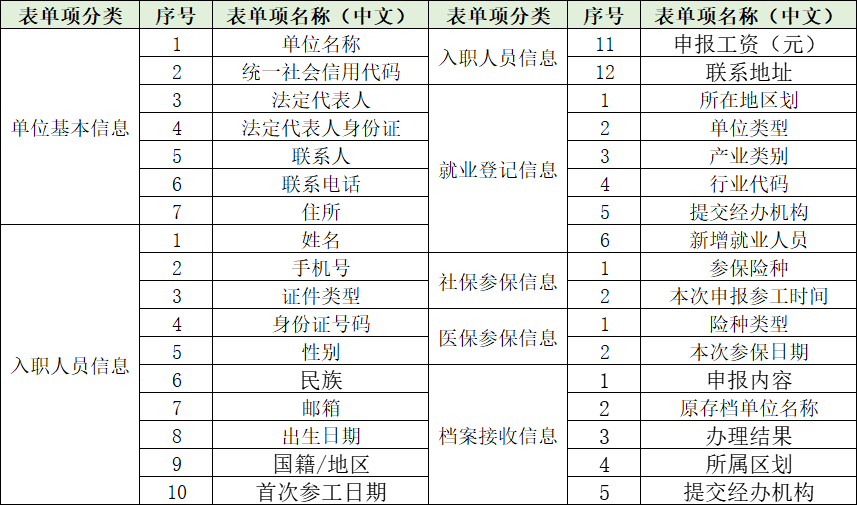 表单项分类 序号 表单项名称（中文） 表单项分类 序号 表单项名称（中文）
单位基本信息 1 单位名称 入职人员信息 11 申报工资（元）
2 统一社会信用代码 12 联系地址
3 法定代表人 就业登记信息 1 所在地区划
4 法定代表人身份证 2 单位类型
5 联系人 3 产业类别
6 联系电话 4 行业代码
7 住所 5 提交经办机构
入职人员信息 1 姓名 6 新增就业人员
2 手机号 社保参保信息 1 参保险种
3 证件类型 2 本次申报参工时间
4 身份证号码 医保参保信息 1 险种类型
5 性别 2 本次参保日期
6 民族 档案接收信息 1 申报内容
7 邮箱 2 原存档单位名称
8 出生日期 3 办理结果
9 国籍/地区 4 所属区划
10 首次参工日期 5 提交经办机构